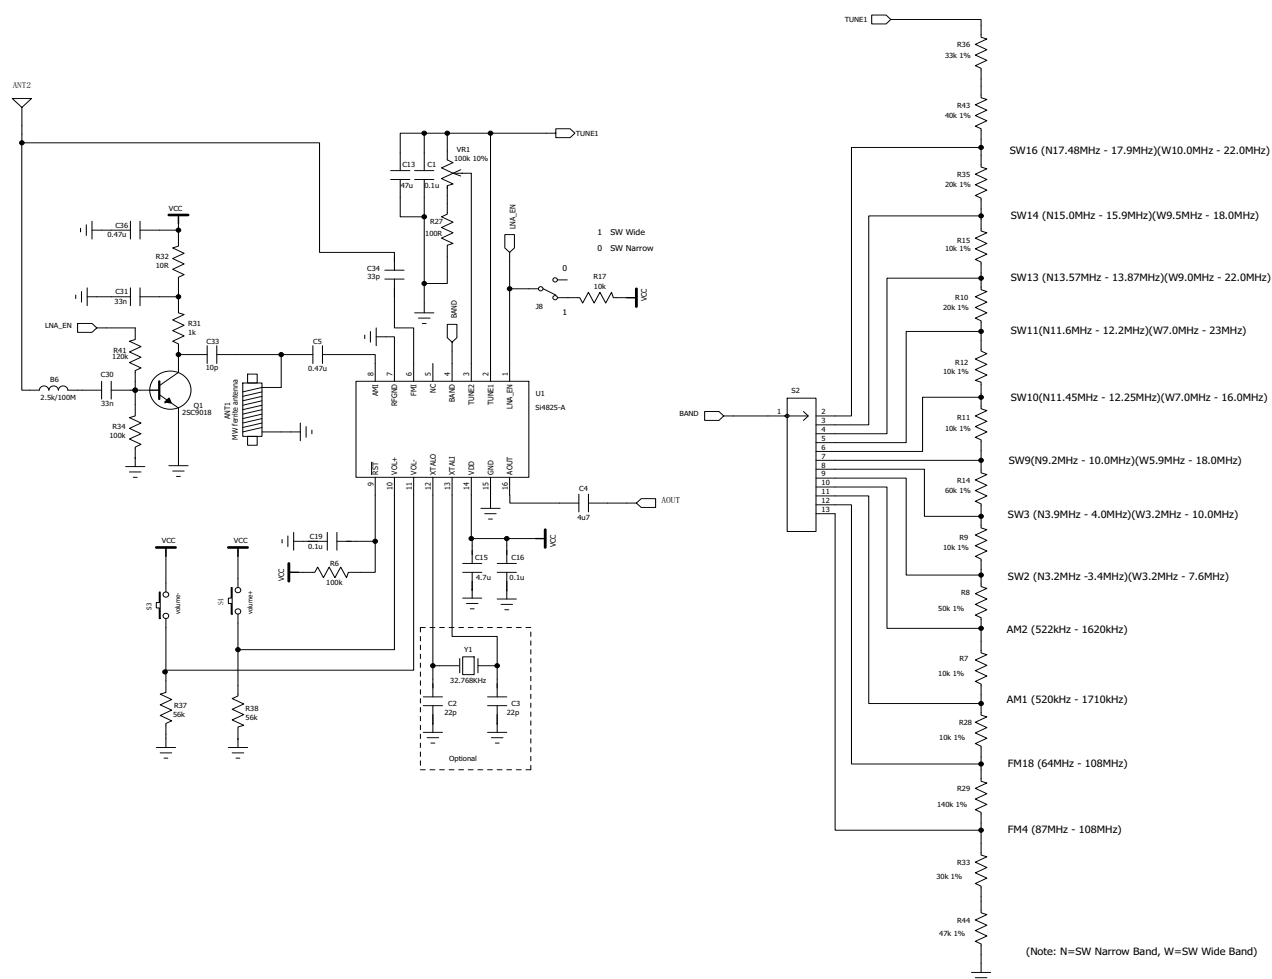 TUNE1
R36
33k 1%
R43
40k 1%
SW16 (N17.48MHz - 17.9MHz)(W10.0MHz - 22.0MHz)
R35
20k 1%
SW14 (N15.0MHz - 15.9MHz)(W9.5MHz - 18.0MHz)
R15
10k 1%
SW13 (N13.57MHz - 13.87MHz)(W9.0MHz - 22.0MHz)
R10
20k 1%
SW11(N11.6MHz - 12.2MHz)(W7.0MHz - 23MHz)
R12
10k 1%
SW10(N11.45MHz - 12.25MHz)(W7.0MHz - 16.0MHz)
R11
10k 1%
SW9(N9.2MHz - 10.0MHz)(W5.9MHz - 18.0MHz)
R14
60k 1%
SW3 (N3.9MHz - 4.0MHz)(W3.2MHz - 10.0MHz)
R9
10k 1%
SW2 (N3.2MHz -3.4MHz)(W3.2MHz - 7.6MHz)
R8
50k 1%
AM2 (522kHz - 1620kHz)
R7
10k 1%
AM1 (520kHz - 1710kHz)
R28
10k 1%
FM18 (64MHz - 108MHz)
R29
140k 1%
FM4 (87MHz - 108MHz)
R33
30k 1%
R44
47k 1%
(Note: N=SW Narrow Band, W=SW Wide Band)
S2
BAND
1
2
3
4
5
6
7
8
9
10
11
12
13
ANT2
TUNE1
C13
47u
C1
0.1u
VR1
100k 10%
R27
100R
LNA_EN
1 SW Wide
0 SW Narrow
0
1
J8
R17
10k
VCC
VCC
C36
0.47u
R32
10R
C31
33n
R31
1k
LNA_EN
R41
120k
C33
10p
C5
0.47u
C34
33p
BAND
B6
2.5k/100M
C30
33n
Q1
2SC9018
R34
100k
ANT1
MW ferrite antenna
8
7
6
5
4
3
2
1
AMI
RFGND
FMI
NC
BAND
TUNE2
TUNE1
LNA_EN
U1
Si4825-A
RST
VOL+
VOL-
XTALO
XTALI
VDD
GND
AOUT
9
10
11
12
13
14
15
16
C4
4u7
AOUT
C19
0.1u
VCC
R6
100k
C15
4.7u
C16
0.1u
VCC
VCC
VCC
S3
volume-
S4
volume+
R37
56k
R38
56k
Y1
32.768KHz
C2
22p
C3
22p
Optional